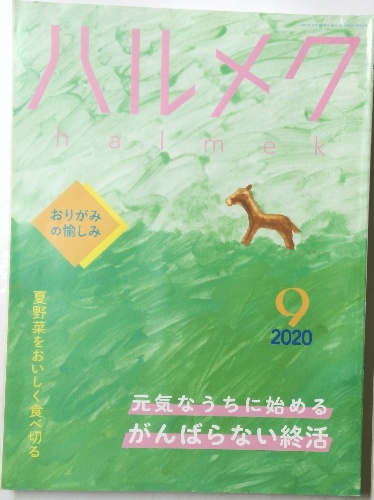 ハルメク
halmek
おりがみ
の愉しみ
夏野菜をおいしく食べ切る
9
2020
元気なうちに始める
がんばらない終活